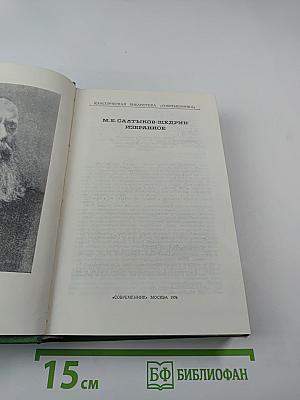 КЛАССИЧЕСКАЯ БИБЛИОТЕКА «СОВРЕМЕННИКА»
М.Е. САЛТЫКОВ-ЩЕДРИН
ИЗБРАННОЕ
«СОВРЕМЕННИК» МОСКВА 1976
15 см
БФ БИБЛИОФАН